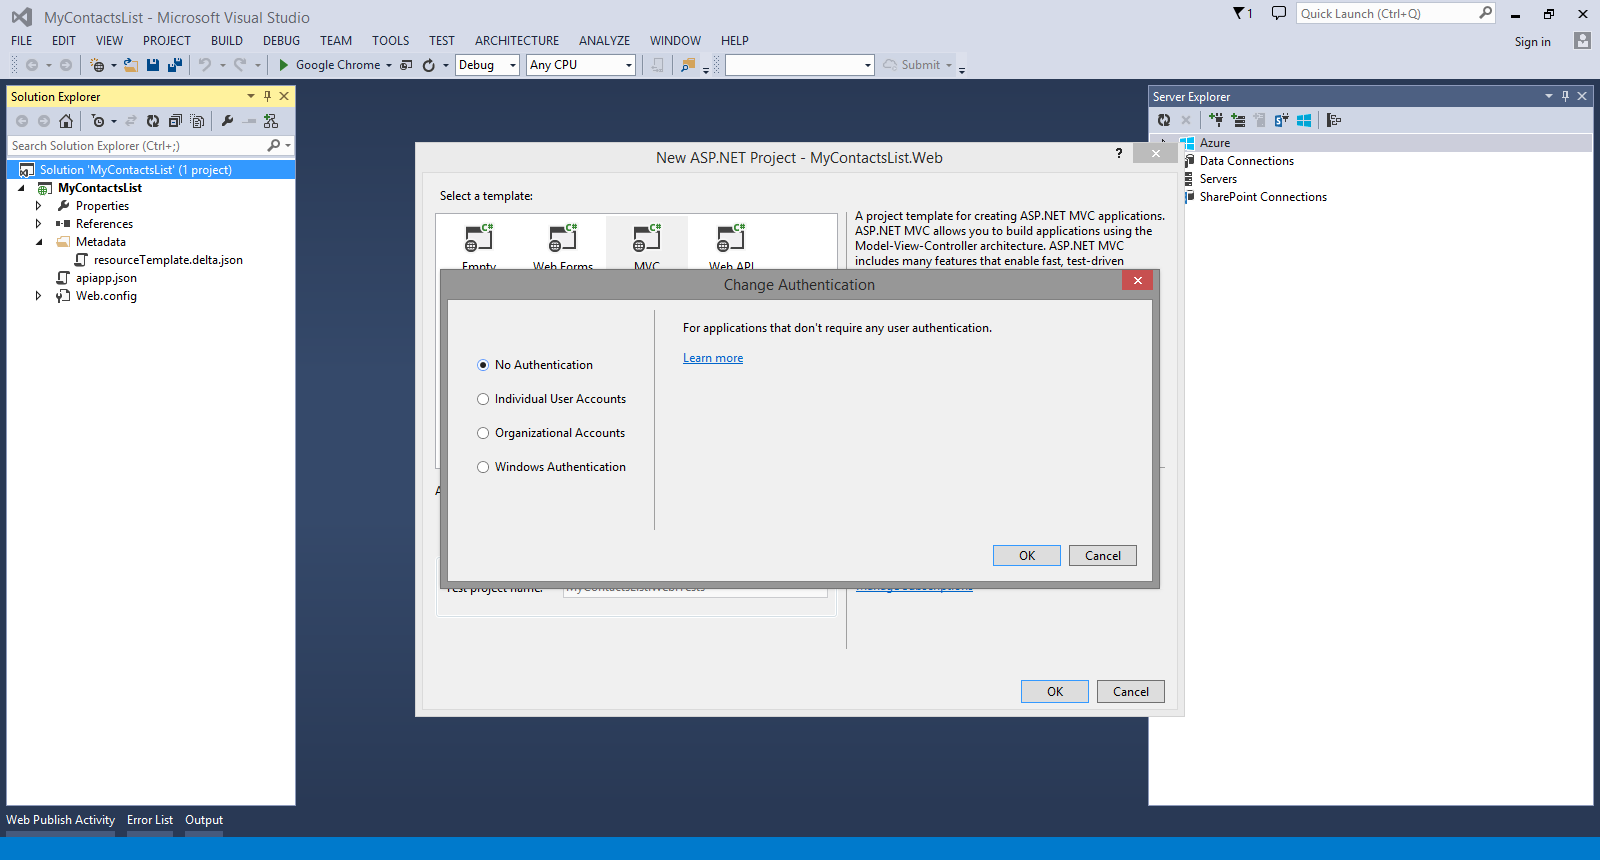 MyContactsList - Microsoft Visual Studio
1
Quick Launch (Ctrl+Q)
FILE EDIT VIEW PROJECT BUILD DEBUG TEAM TOOLS TEST ARCHITECTURE ANALYZE WINDOW HELP
Sign in
Google Chrome
Debug
Any CPU
Submit
Solution Explorer
Search Solution Explorer (Ctrl+;)
Solution 'MyContactsList' (1 project)
MyContactsList
Properties
References
Metadata
resourceTemplate.delta.json
apiapp.json
Web.config
New ASP.NET Project - MyContactsList.Web
?
Select a template:
C# C# C# C#
Empty Web Forms MVC Web API
A project template for creating ASP.NET MVC applications.
ASP.NET MVC allows you to build applications using the
Model-View-Controller architecture. ASP.NET MVC
includes many features that enable fast, test-driven
Change Authentication
No Authentication
Individual User Accounts
Organizational Accounts
Windows Authentication
For applications that don't require any user authentication.
Learn more
OK Cancel
Test project name: MyContactsList.Web.Tests
Manage Subscriptions
OK Cancel
Server Explorer
Azure
Data Connections
Servers
SharePoint Connections
Web Publish Activity Error List Output